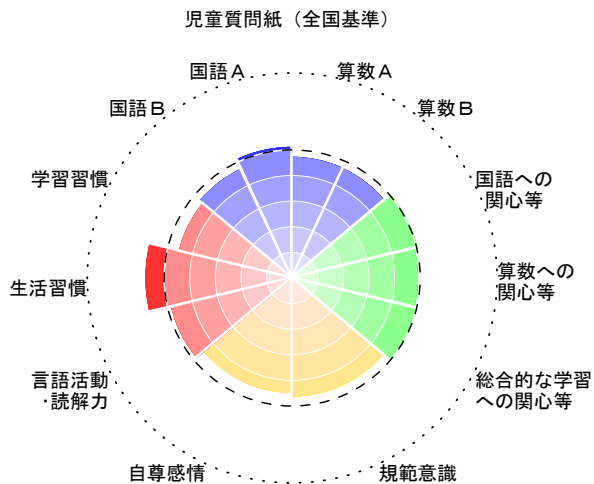 児童質問紙（全国基準）
国語Ａ
算数Ａ
国語Ｂ
算数Ｂ
学習習慣
国語への
関心等
生活習慣
算数への
関心等
言語活動
・読解力
総合的な学習
への関心等
自尊感情
規範意識